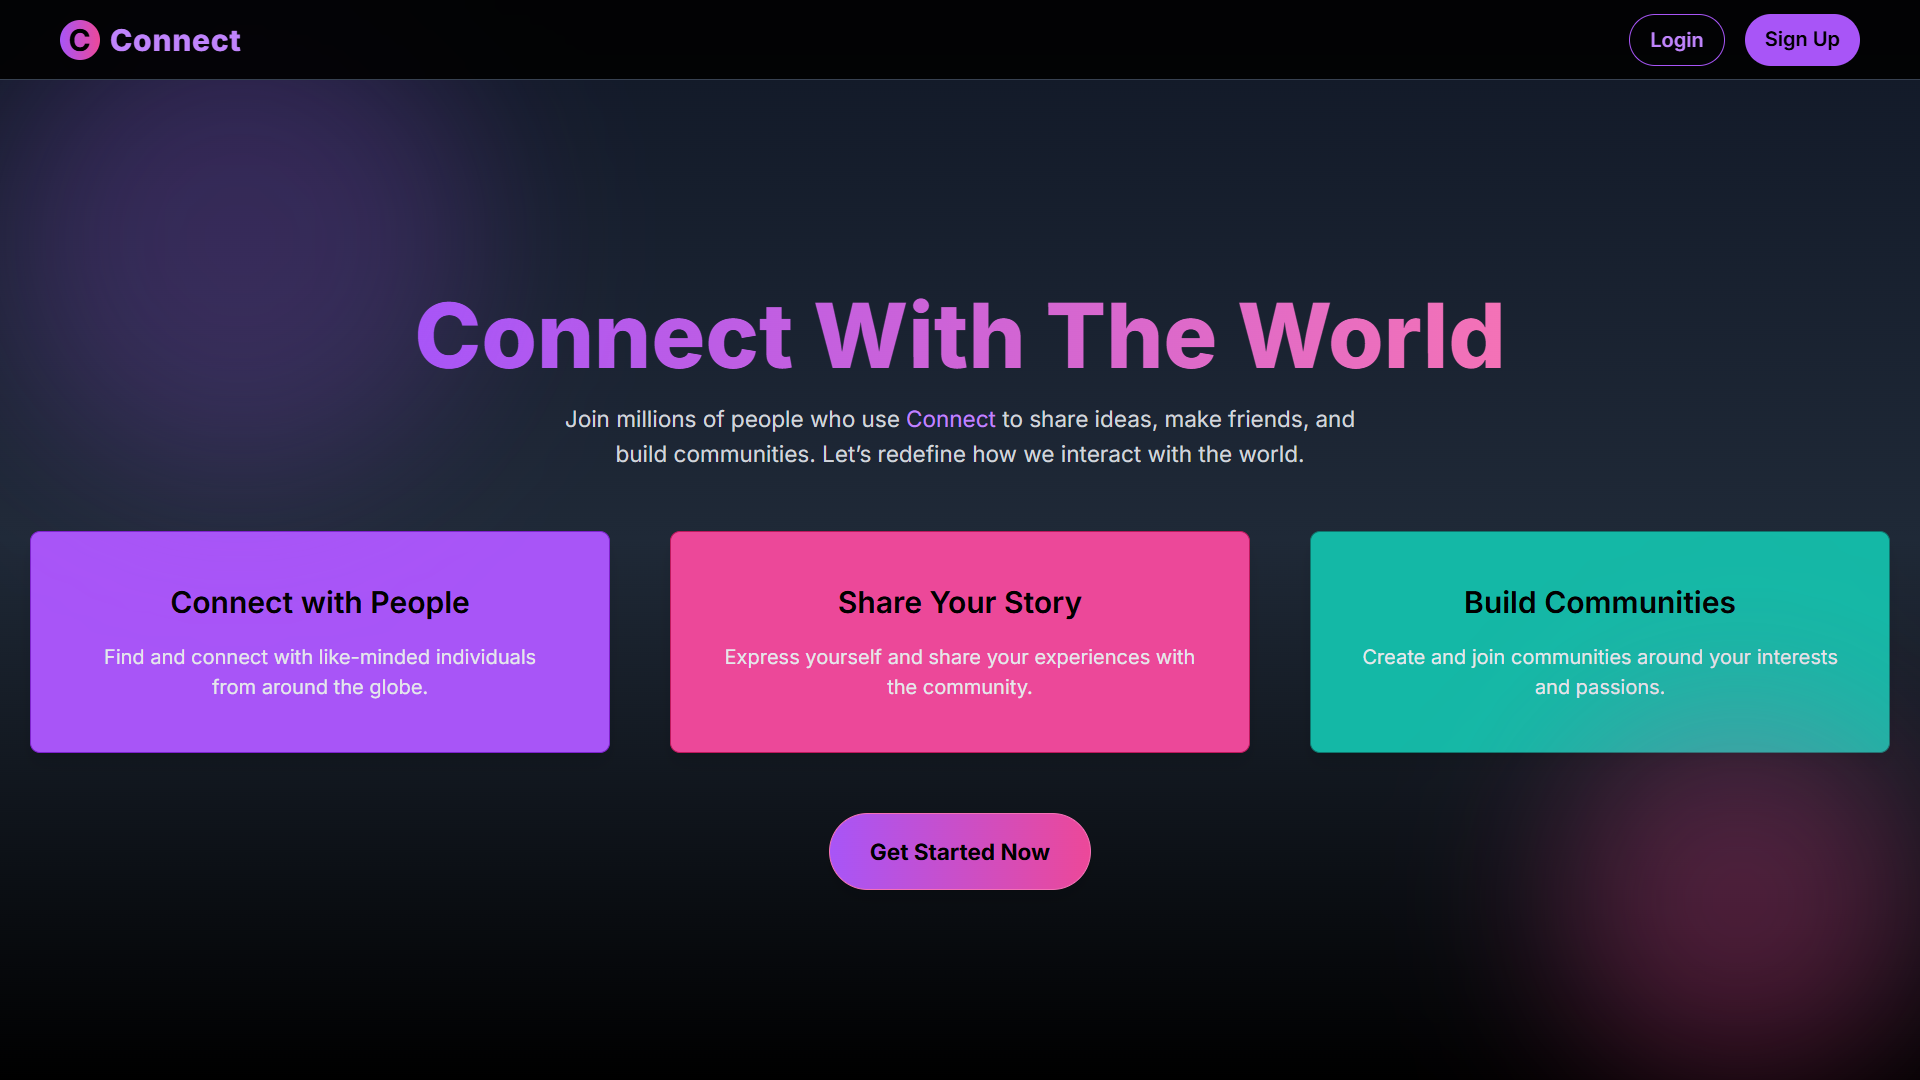 C Connect
Login
Sign Up
Connect With The World
Join millions of people who use Connect to share ideas, make friends, and
build communities. Let’s redefine how we interact with the world.
Connect with People
Find and connect with like-minded individuals
from around the globe.
Share Your Story
Express yourself and share your experiences with
the community.
Build Communities
Create and join communities around your interests
and passions.
Get Started Now